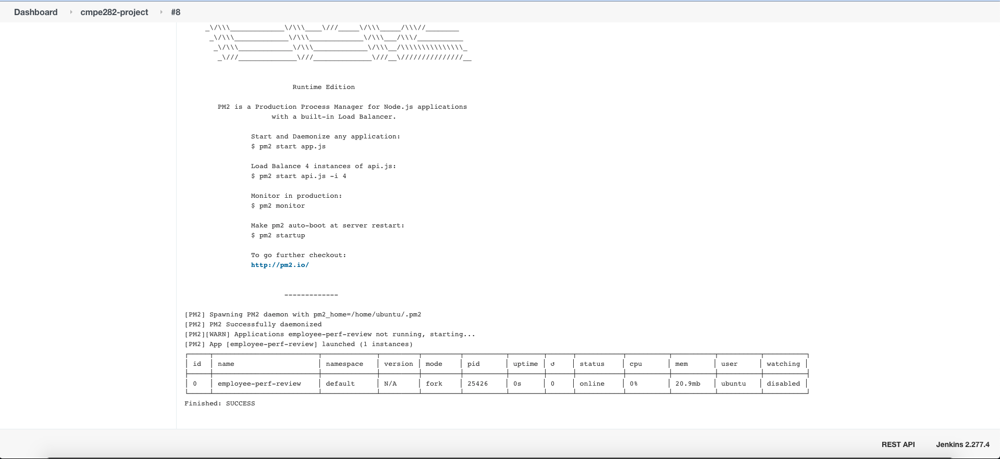 Dashboard › cmpe282-project › #8
_\/\\\_____________\/\\\____\///_____\/\\\_____/\\\//________
_\/\\\_____________\/\\\_____________\/\\\___/\\\/___________
_\/\\\_____________\/\\\_____________\/\\\__/\\\\\\\\\\\\\\\_
_\///______________\///______________\///__\///////////////__
Runtime Edition
PM2 is a Production Process Manager for Node.js applications
with a built-in Load Balancer.
Start and Daemonize any application:
$ pm2 start app.js
Load Balance 4 instances of api.js:
$ pm2 start api.js -i 4
Monitor in production:
$ pm2 monitor
Make pm2 auto-boot at server restart:
$ pm2 startup
To go further checkout:
http://pm2.io/
-------------
[PM2] Spawning PM2 daemon with pm2_home=/home/ubuntu/.pm2
[PM2] PM2 Successfully daemonized
[PM2][WARN] Applications employee-perf-review not running, starting...
[PM2] App [employee-perf-review] launched (1 instances)
│ id │ name │ namespace │ version │ mode │ pid │ uptime │ ↺ │ status │ cpu │ mem │ user │ watching │
│ 0 │ employee-perf-review │ default │ N/A │ fork │ 25426 │ 0s │ 0 │ online │ 0% │ 20.9mb │ ubuntu │ disabled │
Finished: SUCCESS
REST API Jenkins 2.277.4